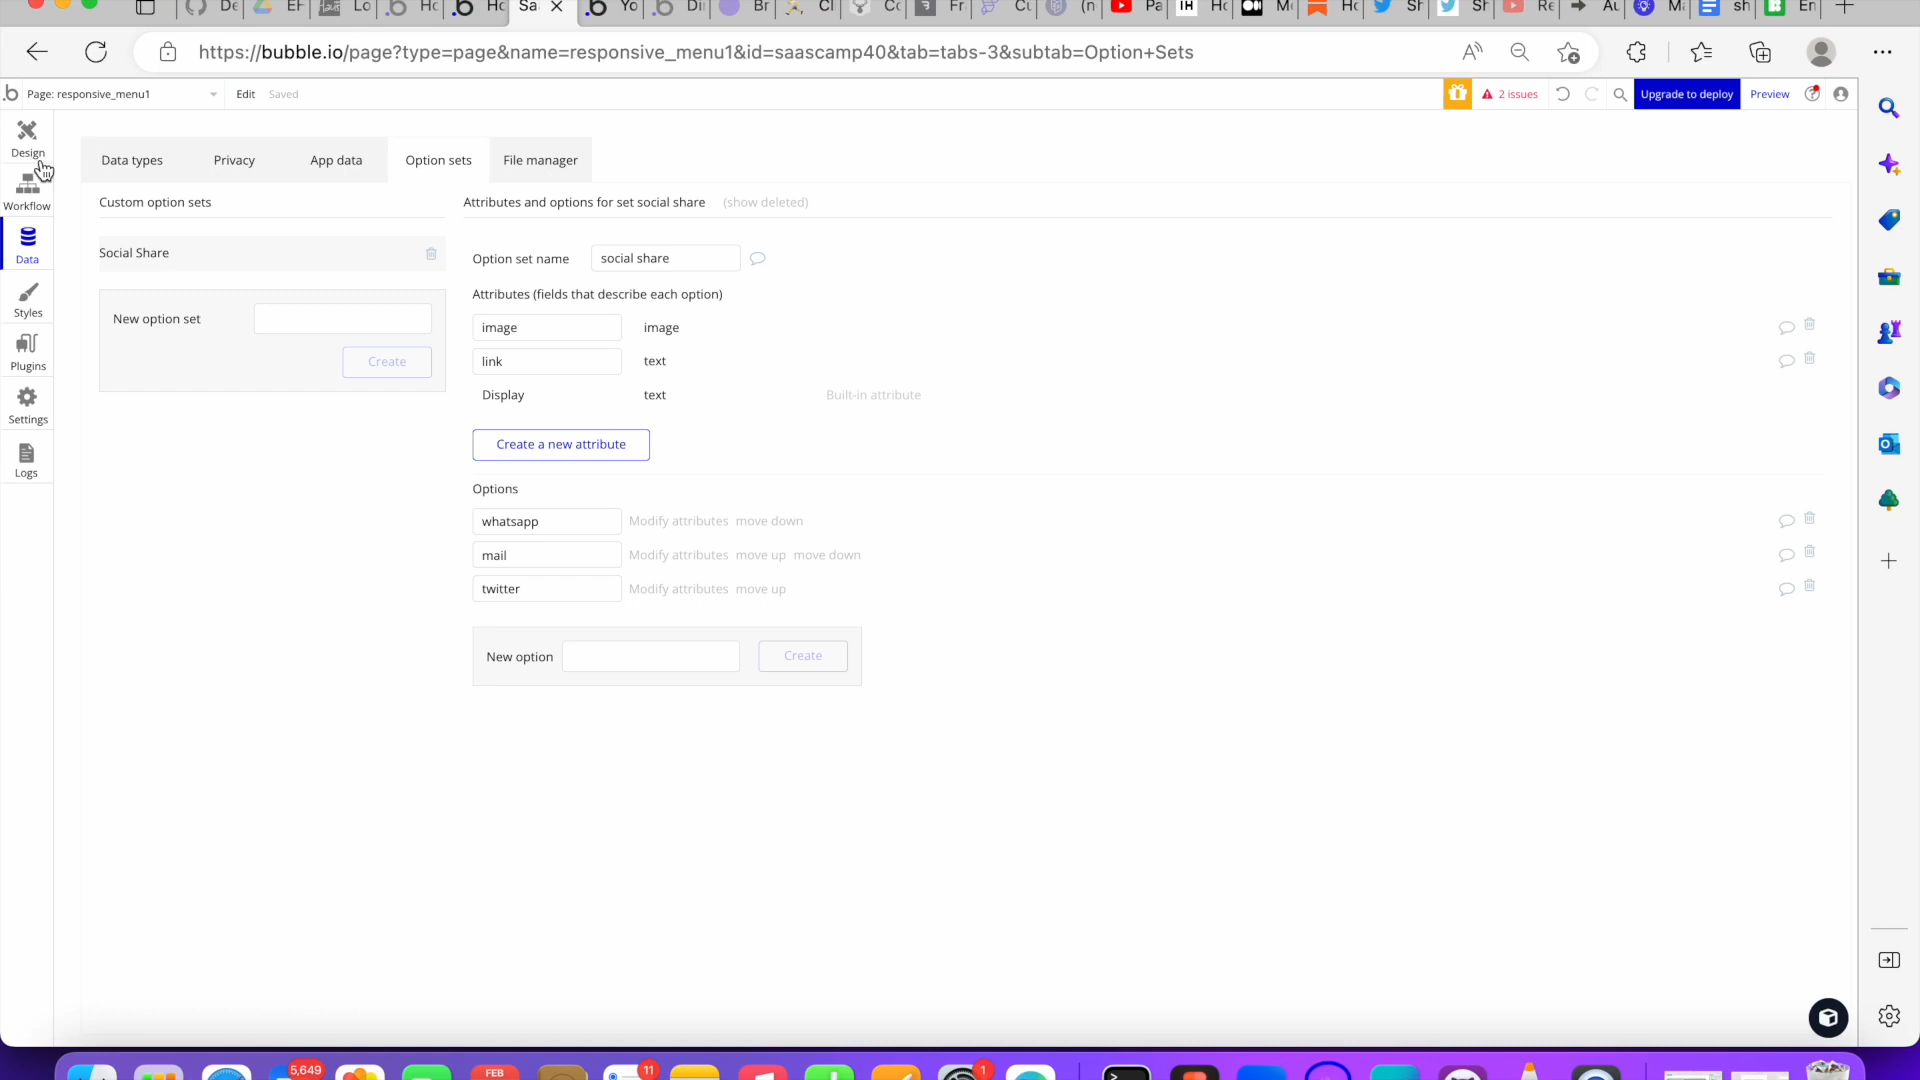 https://bubble.io/page?type=page&name=responsive_menu1&id=saascamp40&tab=tabs-3&subtab=Option+Sets
Page: responsive_menu1
Edit
Saved
2 issues
Upgrade to deploy
Preview
Design
Workflow
Data
Styles
Plugins
Settings
Logs
Data types
Privacy
App data
Option sets
File manager
Custom option sets
Social Share
New option set
Create
Attributes and options for set social share (show deleted)
Option set name social share
Attributes (fields that describe each option)
image image
link text
Display text Built-in attribute
Create a new attribute
Options
whatsapp Modify attributes move down
mail Modify attributes move up move down
twitter Modify attributes move up
New option Create
5,649
FEB
11
1